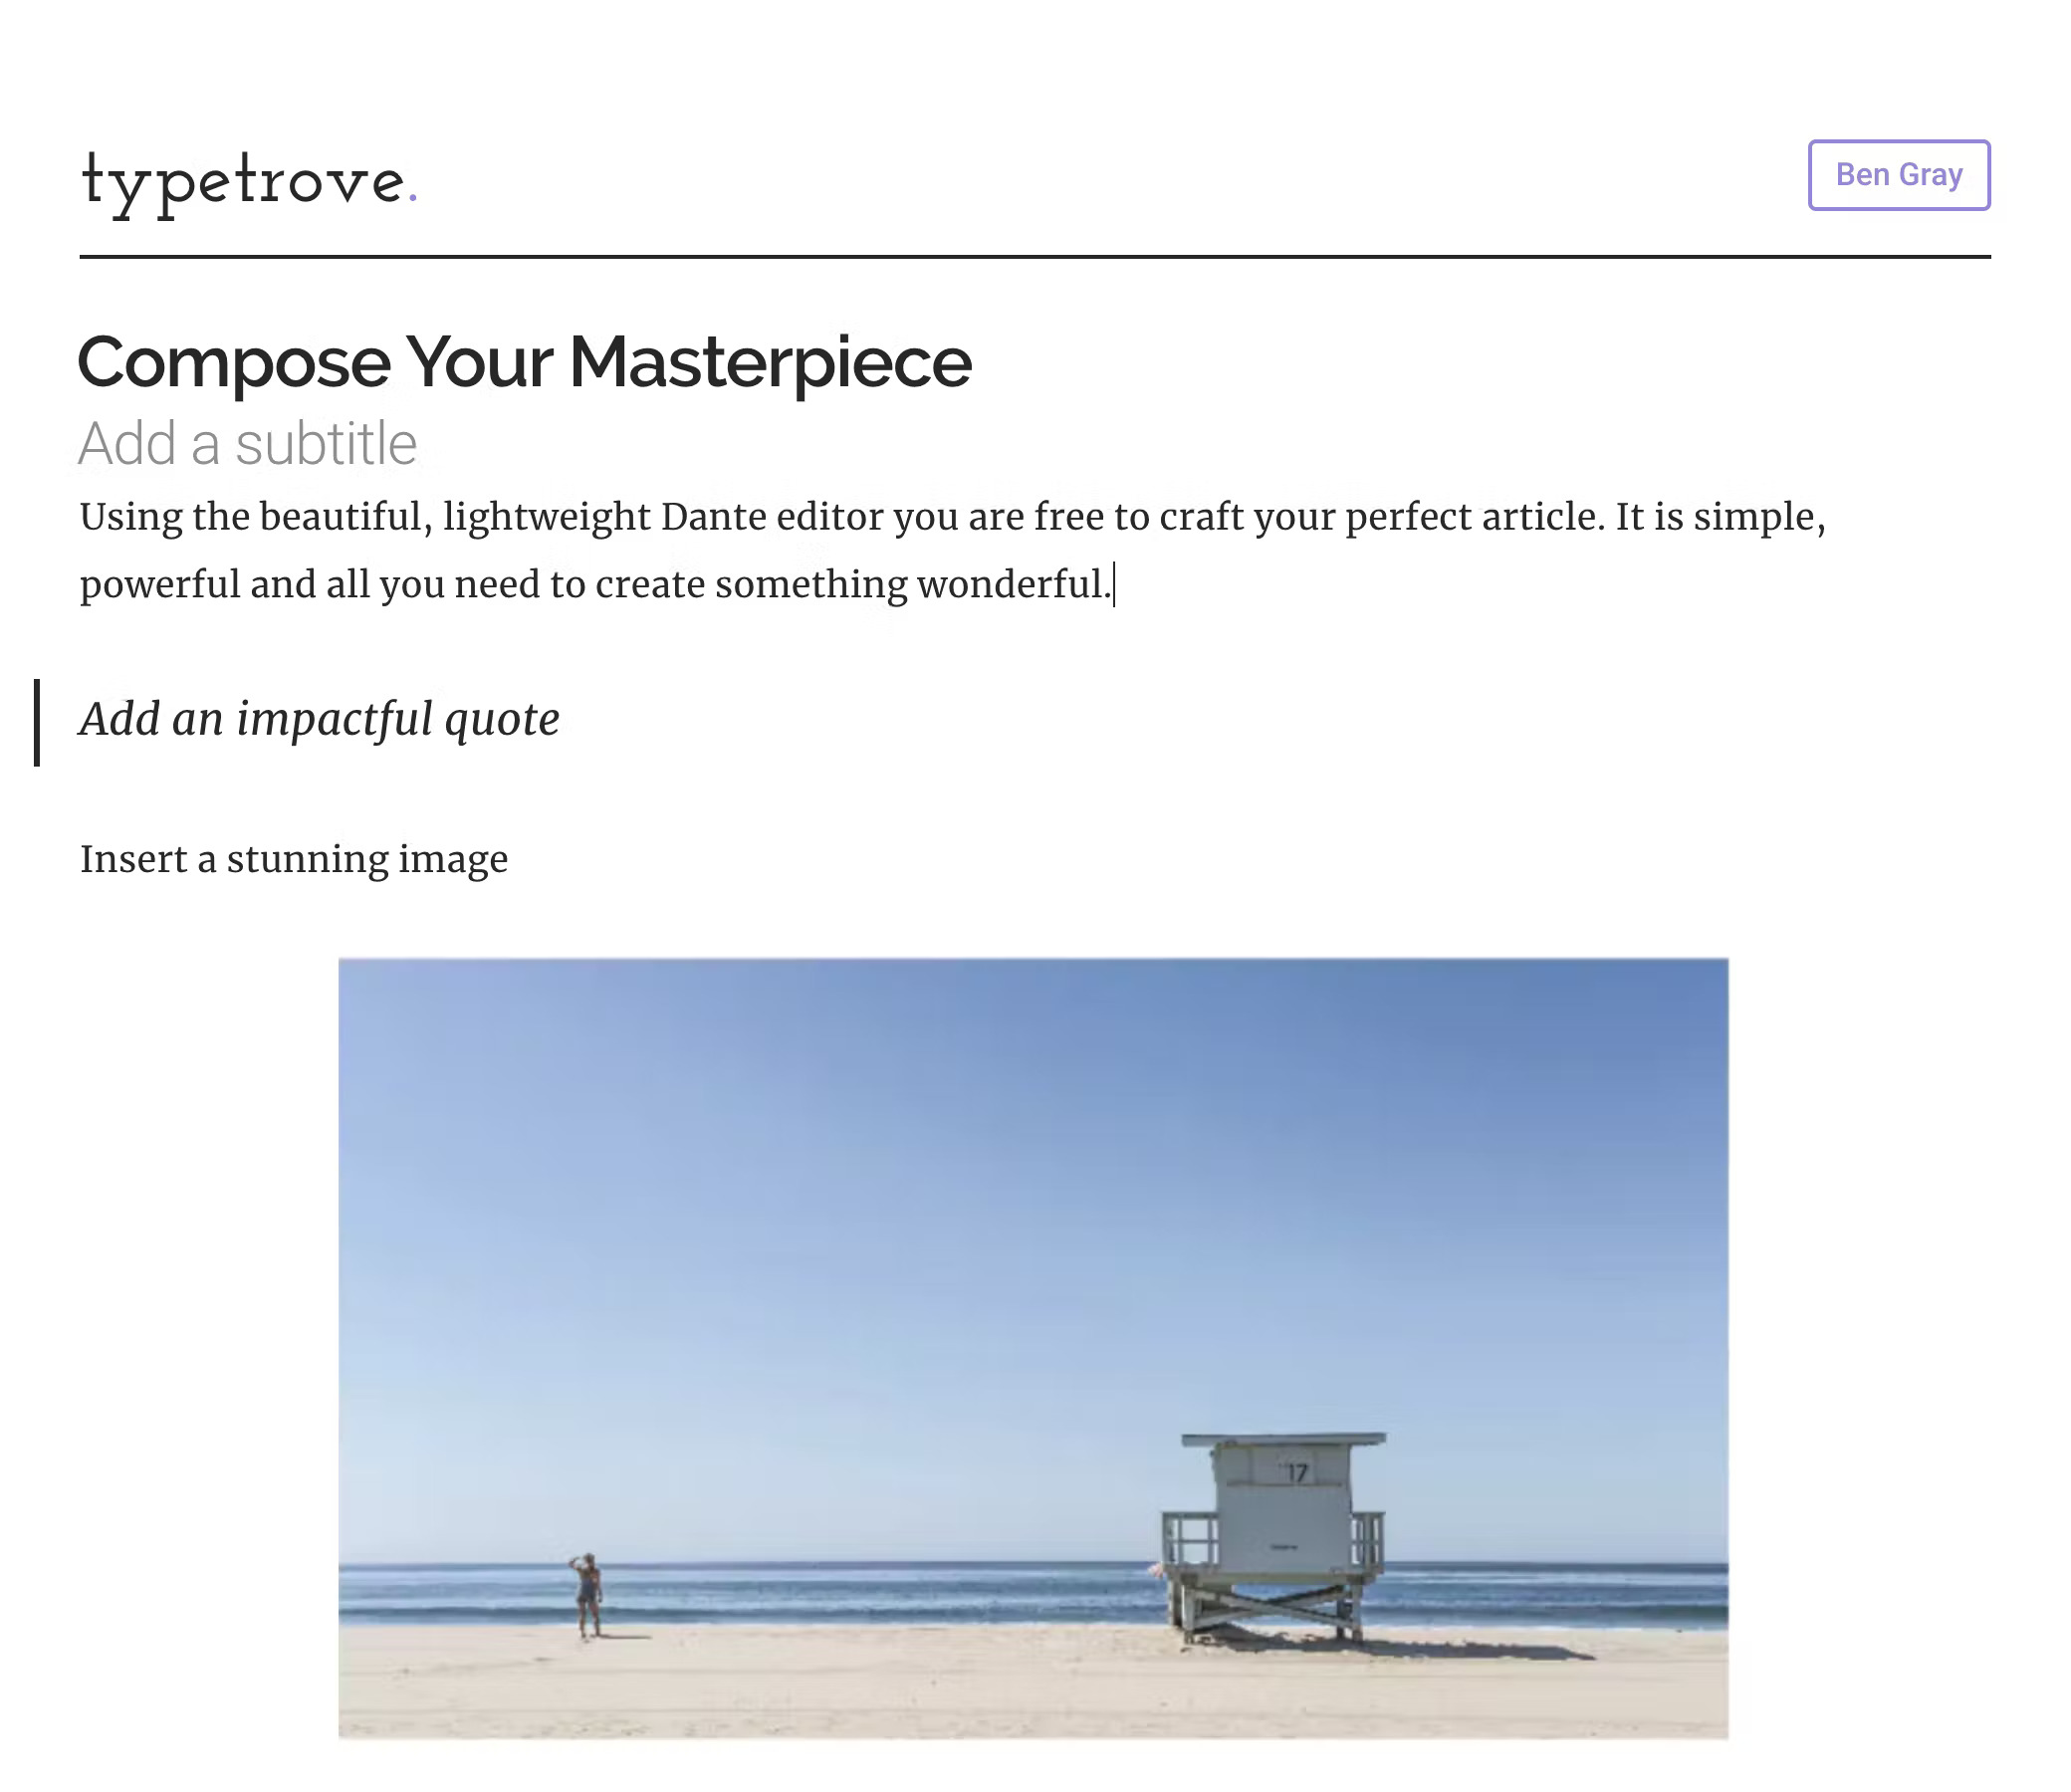 typetrove.
Ben Gray
Compose Your Masterpiece
Add a subtitle
Using the beautiful, lightweight Dante editor you are free to craft your perfect article. It is simple,
powerful and all you need to create something wonderful.
Add an impactful quote
Insert a stunning image
17